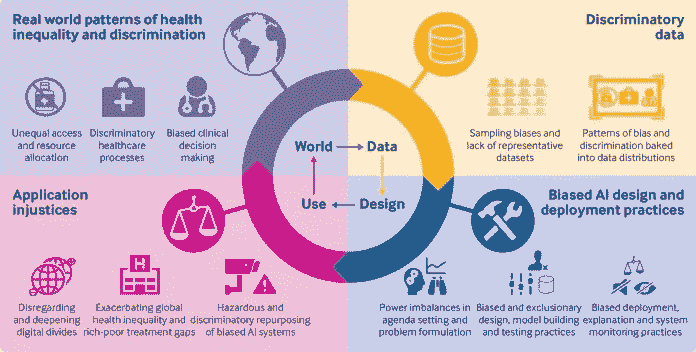 Real world patterns of health
inequality and discrimination
Unequal access
and resource
allocation
Discriminatory
healthcare
processes
Biased clinical
decision
making
Discriminatory
data
Sampling biases and
lack of representative
datasets
Patterns of bias and
discrimination baked
into data distributions
World
Data
Use
Design
Application
injustices
Disregarding
and deepening
digital divides
Exacerbating global
health inequality and
rich-poor treatment gaps
Hazardous and
discriminatory repurposing
of biased AI systems
Biased AI design and
deployment practices
Power imbalances in
agenda setting and
problem formulation
Biased and exclusionary
design, model building
and testing practices
Biased deployment,
explanation and system
monitoring practices
H